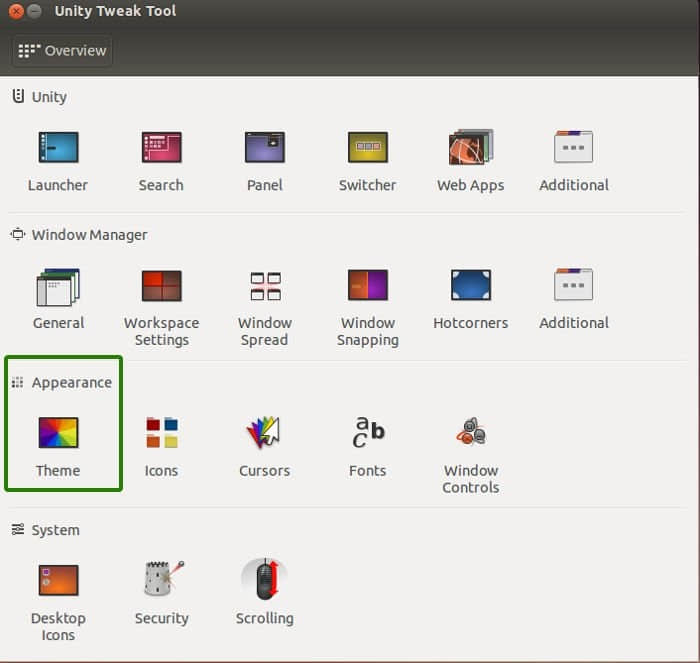 Unity Tweak Tool
Overview
Unity
Launcher
Search
Panel
Switcher
Web Apps
Additional
Window Manager
General
Workspace
Settings
Window
Spread
Window
Snapping
Hotcorners
Additional
Appearance
Theme
Icons
Cursors
a b
c
Fonts
Window
Controls
System
Desktop
Icons
Security
Scrolling